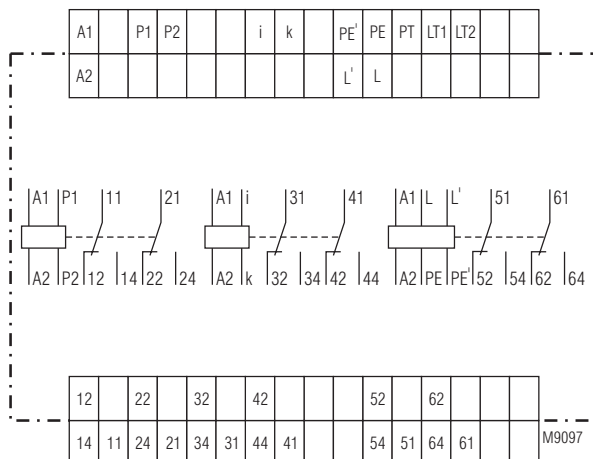 A1 P1 P2 i k PE' PE PT LT1 LT2
A2 L' L
A1 P1 11 21 A1 i 31 41 A1 L L' 51 61
A2 P2 12 14 22 24 A2 k 32 34 42 44 A2 PE PE' 52 54 62 64
12 22 32 42 52 62
14 11 24 21 34 31 44 41 54 51 64 61
M9097